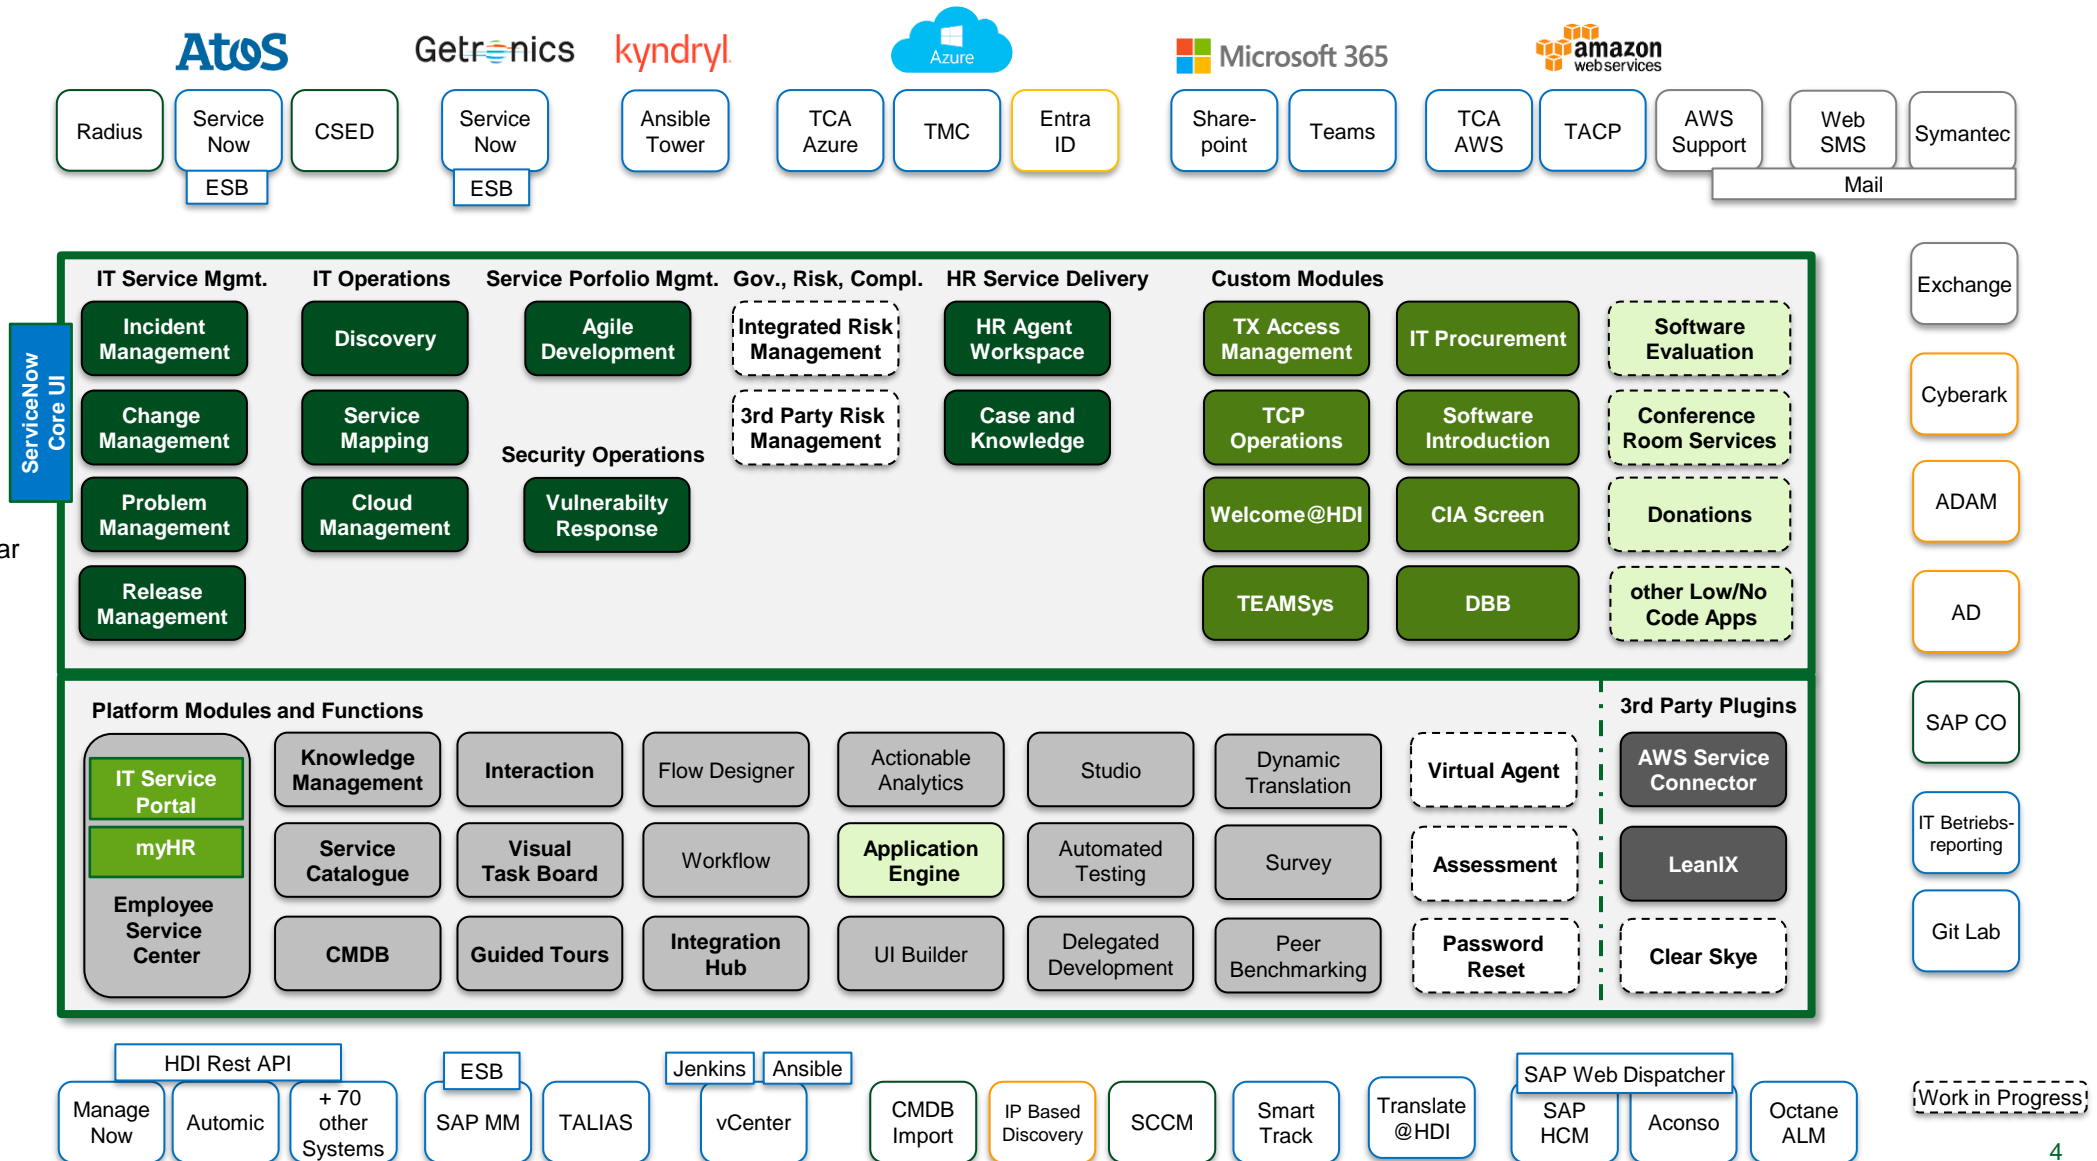 Atos
Getronics
kyndryl
Azure
Microsoft 365
amazon
webservices
Radius
Service
Now
CSED
Service
Now
Ansible
Tower
TCA
Azure
TMC
Entra
ID
Share-
point
Teams
TCA
AWS
TACP
AWS
Support
Web
SMS
Symantec
ESB
ESB
Mail
IT Service Mgmt.
IT Operations
Service Porfolio Mgmt.
Gov., Risk, Compl.
HR Service Delivery
Custom Modules
ServiceNow
Core UI
ar
Incident
Management
Discovery
Agile
Development
Integrated Risk
Management
HR Agent
Workspace
TX Access
Management
IT Procurement
Software
Evaluation
Change
Management
Service
Mapping
3rd Party Risk
Management
Case and
Knowledge
TCP
Operations
Software
Introduction
Conference
Room Services
Security Operations
Problem
Management
Cloud
Management
Vulnerabilty
Response
Welcome@HDI
CIA Screen
Donations
Release
Management
TEAMSys
DBB
other Low/No
Code Apps
Exchange
Cyberark
ADAM
AD
SAP CO
IT Betriebs-
reporting
Git Lab
Platform Modules and Functions
3rd Party Plugins
IT Service
Portal
myHR
Employee
Service
Center
Knowledge
Management
Interaction
Flow Designer
Actionable
Analytics
Studio
Dynamic
Translation
Virtual Agent
AWS Service
Connector
Service
Catalogue
Visual
Task Board
Workflow
Application
Engine
Automated
Testing
Survey
Assessment
LeanIX
CMDB
Guided Tours
Integration
Hub
UI Builder
Delegated
Development
Peer
Benchmarking
Password
Reset
Clear Skye
HDI Rest API
ESB
Jenkins
Ansible
SAP Web Dispatcher
Manage
Now
Automic
+ 70
other
Systems
SAP MM
TALIAS
vCenter
CMDB
Import
IP Based
Discovery
SCCM
Smart
Track
Translate
@HDI
SAP
HCM
Aconso
Octane
ALM
Work in Progress
4